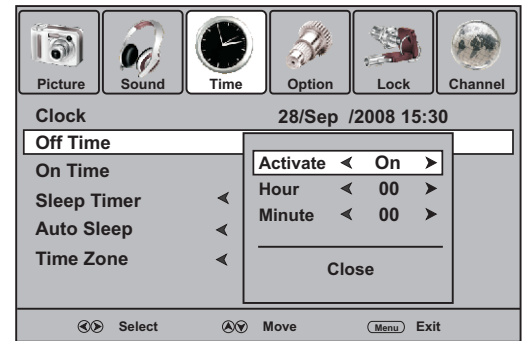 Picture Sound Time Option Lock Channel
Clock 28/Sep /2008 15:30
Off Time
On Time
Sleep Timer
Auto Sleep
Time Zone
Activate On
Hour 00
Minute 00
Close
Select Move Menu Exit